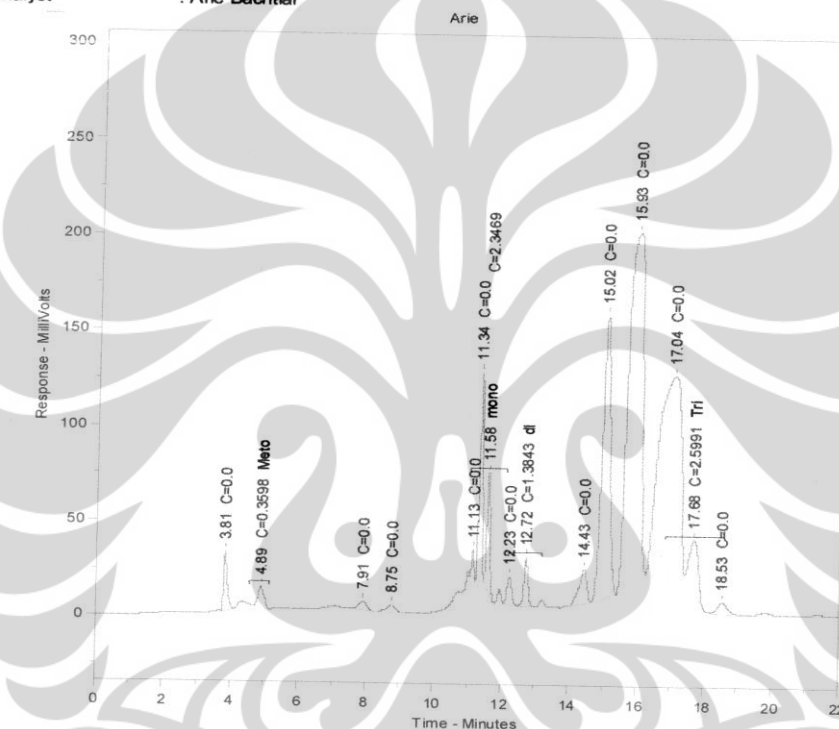 : Arie Bachtiar
Arie
300
250
200
150
100
50
0
Response - MilliVolts
3.81 C=0.0
4.89 C=0.3598 Meto
7.91 C=0.0
8.75 C=0.0
11.13 C=0.0
11.34 C=0.0 C=2.3469
11.58 mono
12.23 C=0.0
12.72 C=1.3843 di
14.43 C=0.0
15.02 C=0.0
15.93 C=0.0
17.04 C=0.0
17.68 C=2.5991 Tri
18.53 C=0.0
0 2 4 6 8 10 12 14 16 18 20 22
Time - Minutes